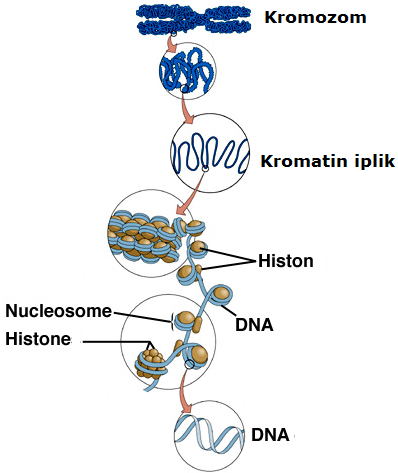 Kromozom
Kromatin iplik
Histon
Nucleosome
DNA
Histone
DNA